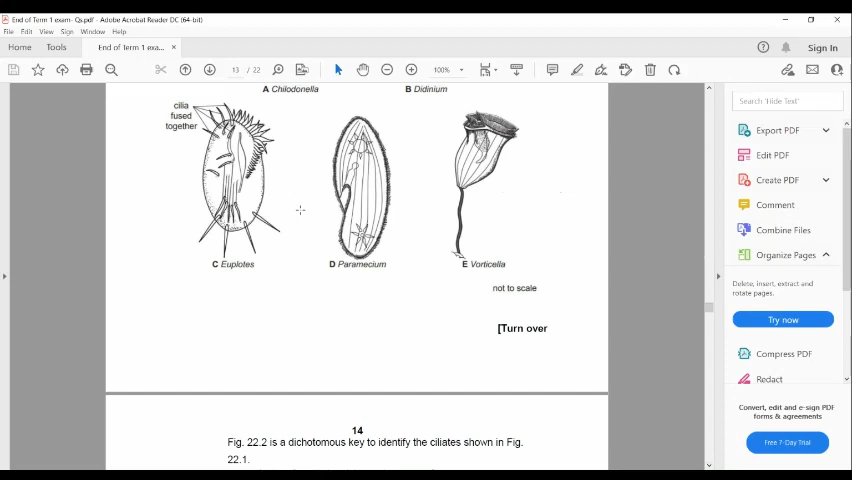 End of Term 1 exam- Qs.pdf - Adobe Acrobat Reader DC (64-bit)
File Edit View Sign Window Help
Home Tools End of Term 1 exa... × Sign In
13 / 22 100%
A Chilodonella B Didinium
cilia
fused
together
C Euplotes D Paramecium E Vorticella
not to scale
[Turn over
14
Fig. 22.2 is a dichotomous key to identify the ciliates shown in Fig.
22.1.
Search 'Hide Text'
Export PDF
Edit PDF
Create PDF
Comment
Combine Files
Organize Pages
Delete, insert, extract and
rotate pages.
Try now
Compress PDF
Redact
Convert, edit and e-sign PDF
forms & agreements
Free 7-Day Trial